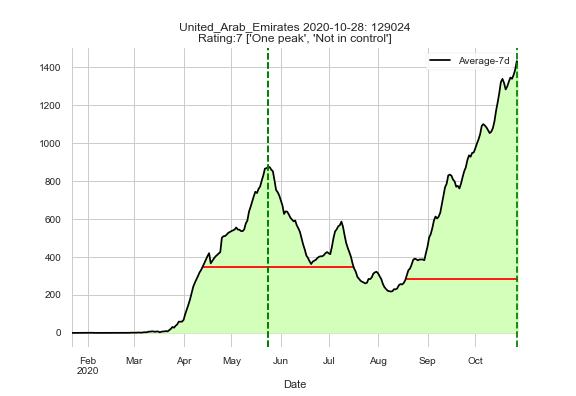 United_Arab_Emirates 2020-10-28: 129024
Rating:7 ['One peak', 'Not in control']
Average-7d
1400
1200
1000
800
600
400
200
0
Feb Mar Apr May Jun Jul Aug Sep Oct
2020
Date